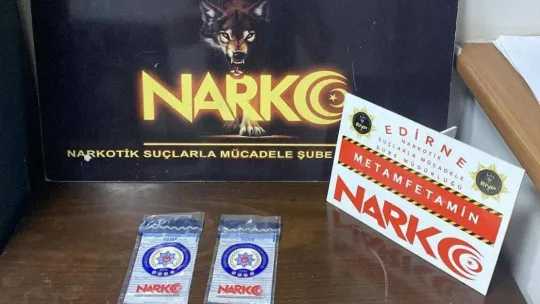 NARKO
NARKOTİK SUÇLARLA MÜCADELE ŞUBE
EDİRNE
NARKOTİK
SUÇLARLA MÜCADELE
ŞUBE MÜDÜRLÜĞÜ
METAMFETAMİN
NARKO
NARKO
NARKO